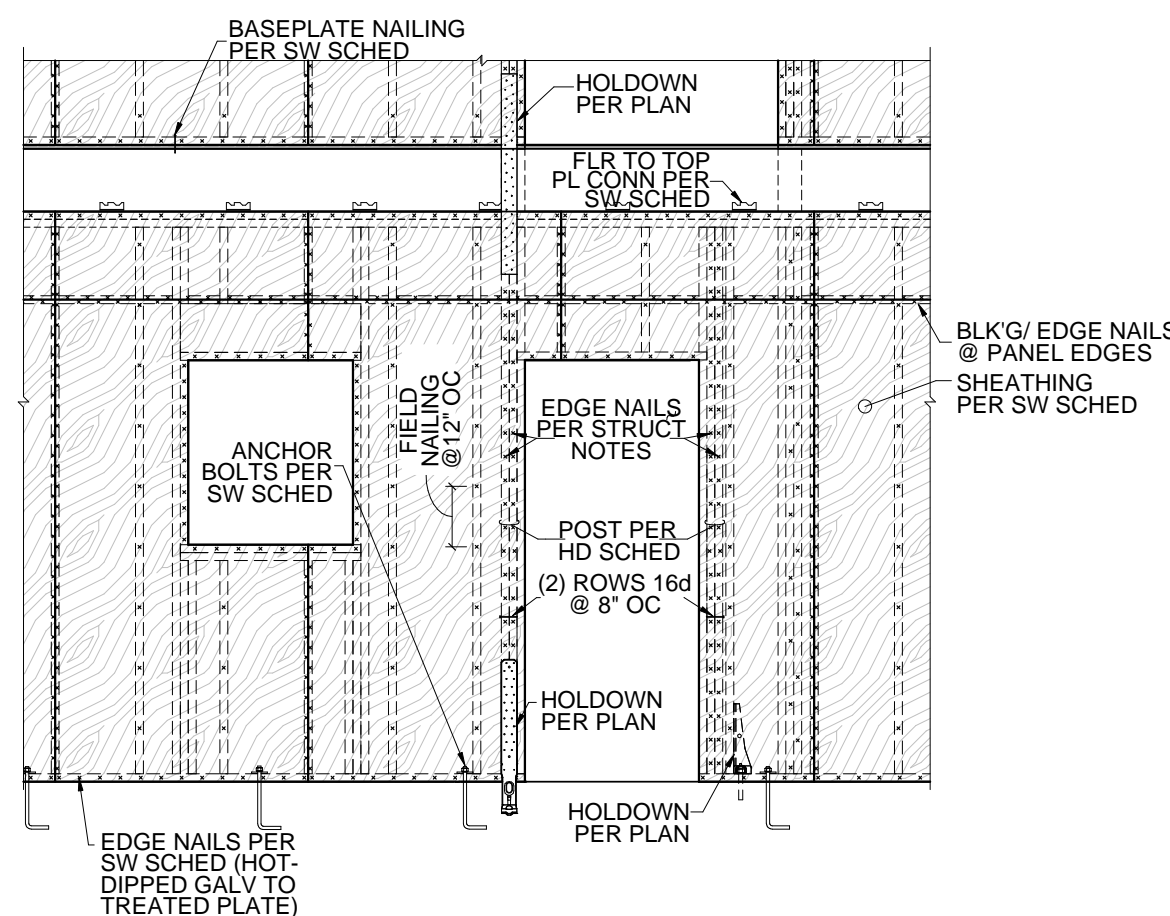 BASEPLATE NAILING
PER SW SCHED
HOLDOWN
PER PLAN
FLR TO TOP
PL CONN PER
SW SCHED
BLK'G/ EDGE NAILS
@ PANEL EDGES
SHEATHING
PER SW SCHED
FIELD
NAILING
@12" OC
EDGE NAILS
PER STRUCT
NOTES
ANCHOR
BOLTS PER
SW SCHED
POST PER
HD SCHED
(2) ROWS 16d
@ 8" OC
HOLDOWN
PER PLAN
HOLDOWN
PER PLAN
EDGE NAILS PER
SW SCHED (HOT-
DIPPED GALV TO
TREATED PLATE)